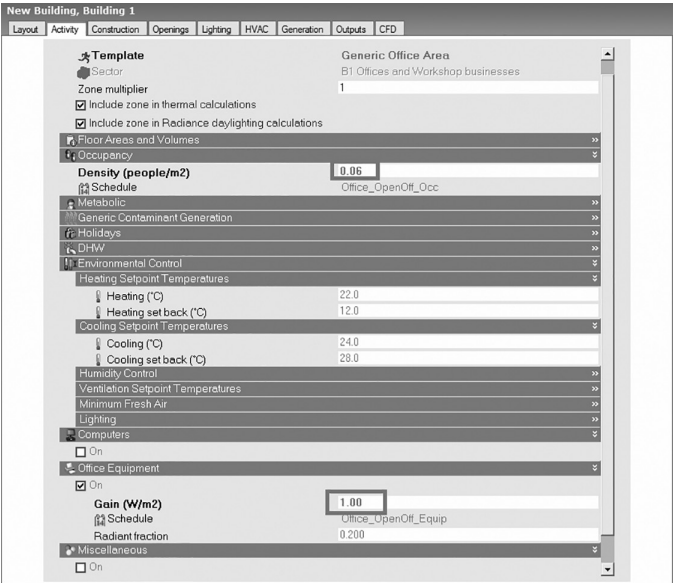 New Building, Building 1
Layout Activity Construction Openings Lighting HVAC Generation Outputs CFD
Template Generic Office Area
Sector B1 Offices and Workshop businesses
Zone multiplier 1
Include zone in thermal calculations
Include zone in Radiance daylighting calculations
Floor Areas and Volumes »
Occupancy
Density (people/m2) 0.06
Schedule Office_OpenOff_Occ
Metabolic »
Generic Contaminant Generation »
Holidays »
DHW »
Environmental Control
Heating Setpoint Temperatures
Heating (°C) 22.0
Heating set back (°C) 12.0
Cooling Setpoint Temperatures
Cooling (°C) 24.0
Cooling set back (°C) 28.0
Humidity Control »
Ventilation Setpoint Temperatures »
Minimum Fresh Air »
Lighting »
Computers
On
Office Equipment
On
Gain (W/m2) 1.00
Schedule Office_OpenOff_Equip
Radiant fraction 0.200
Miscellaneous
On